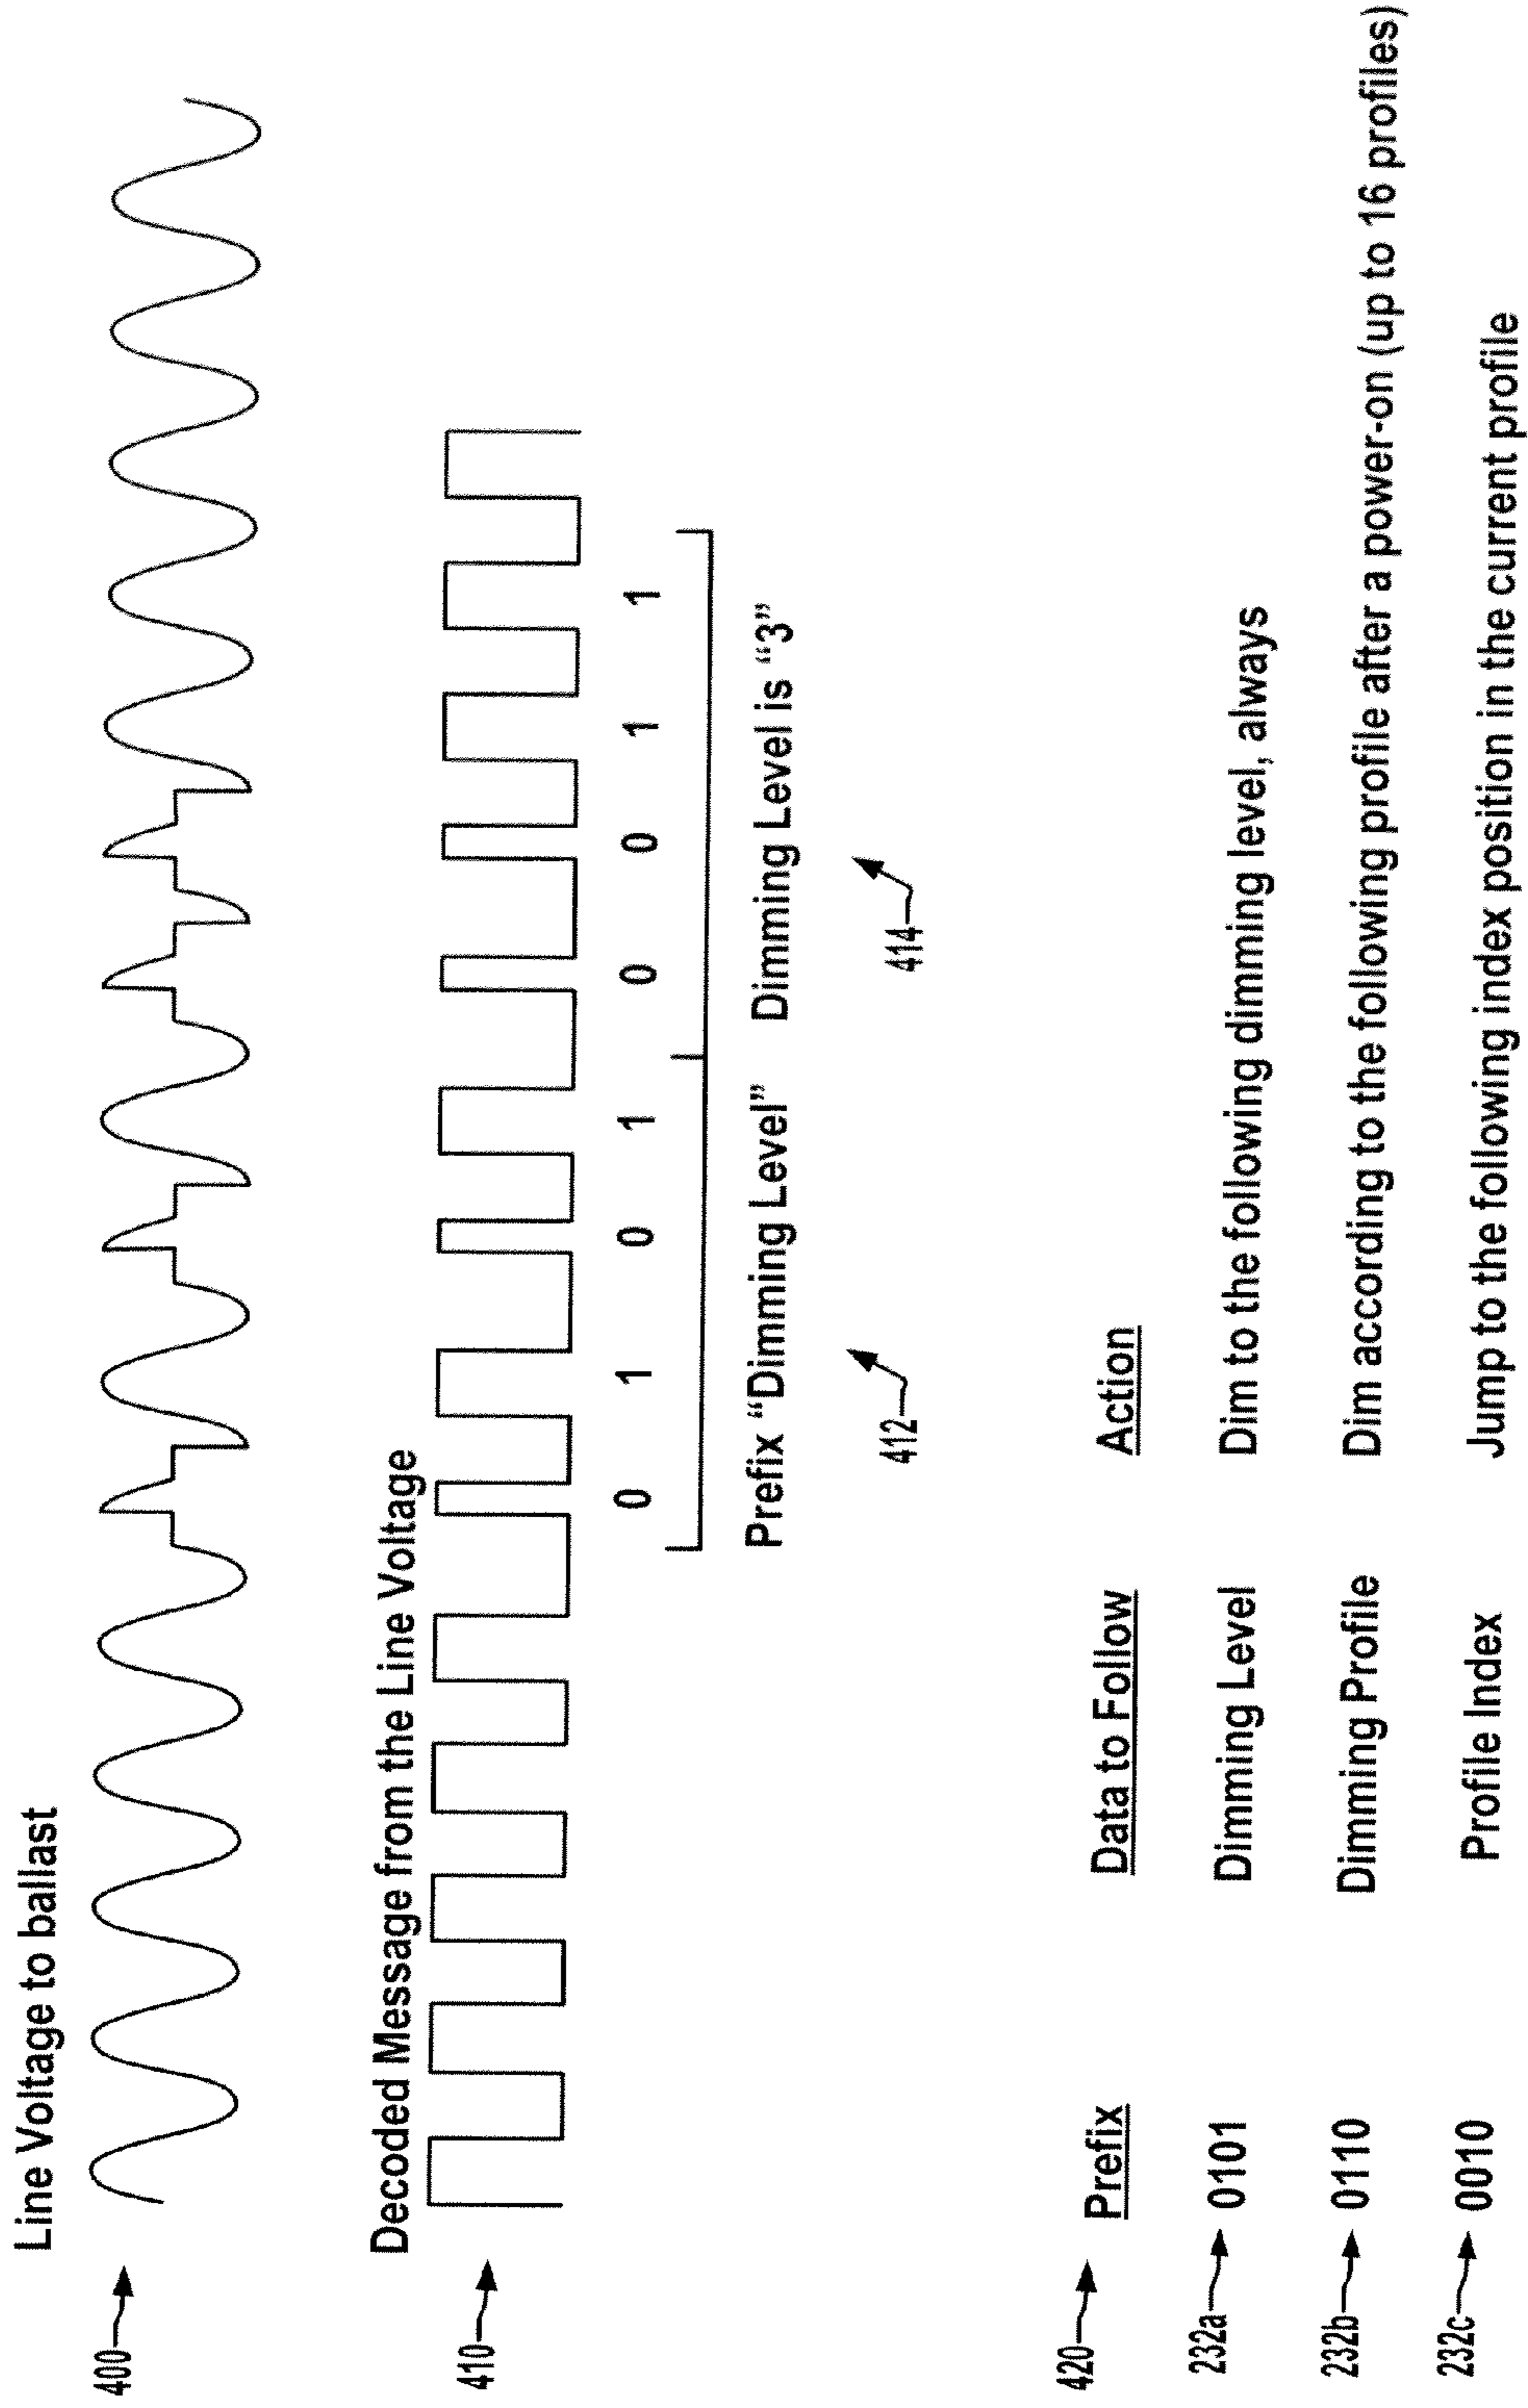 Line Voltage to ballast
400
Decoded Message from the Line Voltage
410
0 1 0 1 0 0 1 1
Prefix “Dimming Level” Dimming Level is “3”
412 414
420 Prefix Data to Follow Action
232a 0101 Dimming Level Dim to the following dimming level, always
232b 0110 Dimming Profile Dim according to the following profile after a power-on (up to 16 profiles)
232c 0010 Profile Index Jump to the following index position in the current profile